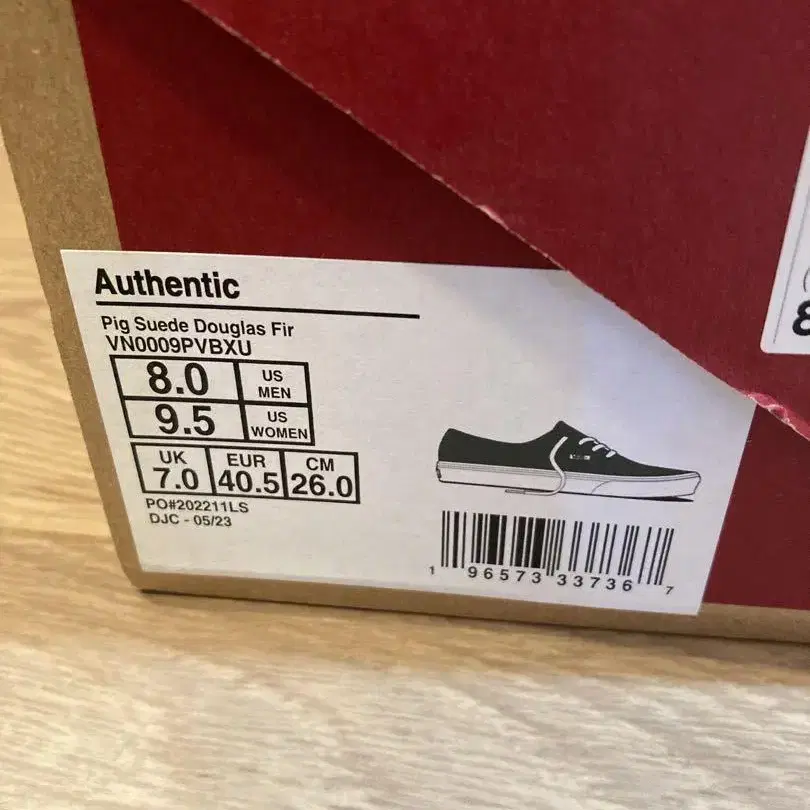 Authentic
Pig Suede Douglas Fir
VN0009PVBXU
8.0 US MEN
9.5 US WOMEN
UK 7.0 EUR 40.5 CM 26.0
PO#202211LS
DJC - 05/23
1 96573 33736 7